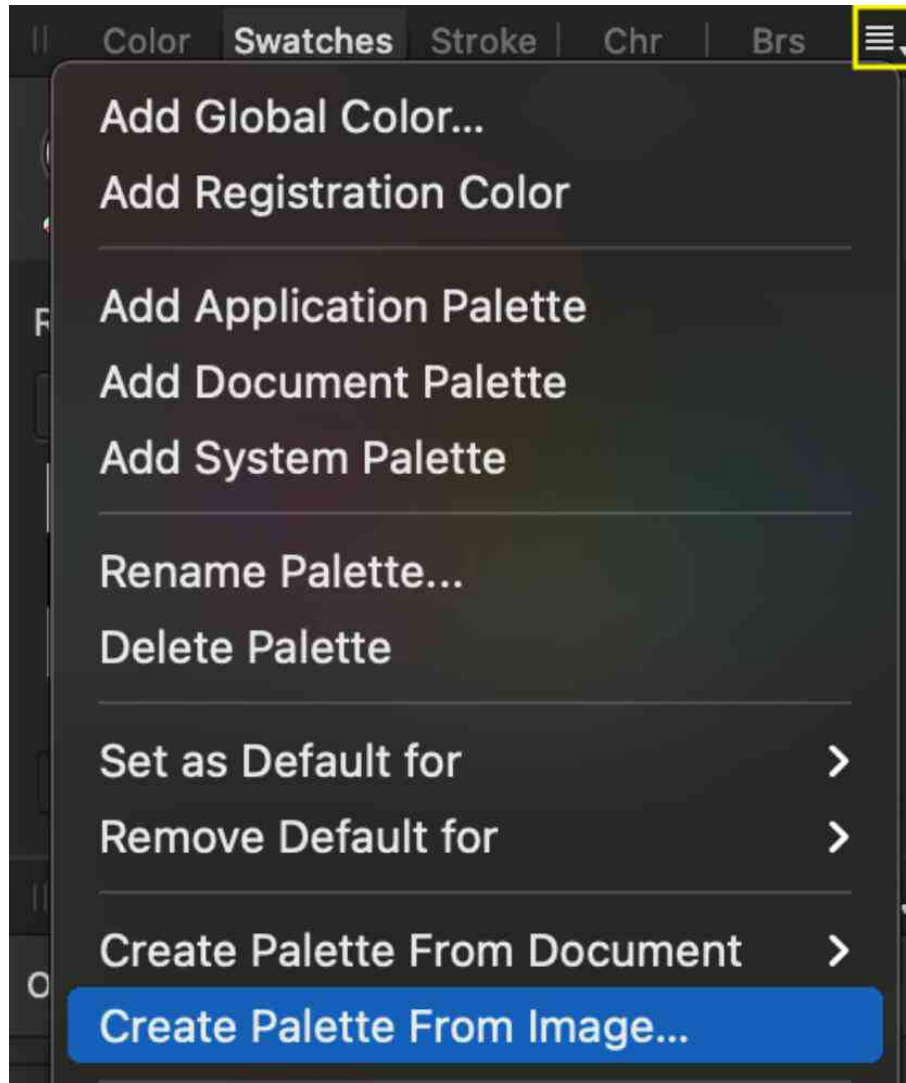 Color Swatches Stroke Chr Brs
Add Global Color...
Add Registration Color
Add Application Palette
Add Document Palette
Add System Palette
Rename Palette...
Delete Palette
Set as Default for
Remove Default for
Create Palette From Document
Create Palette From Image...